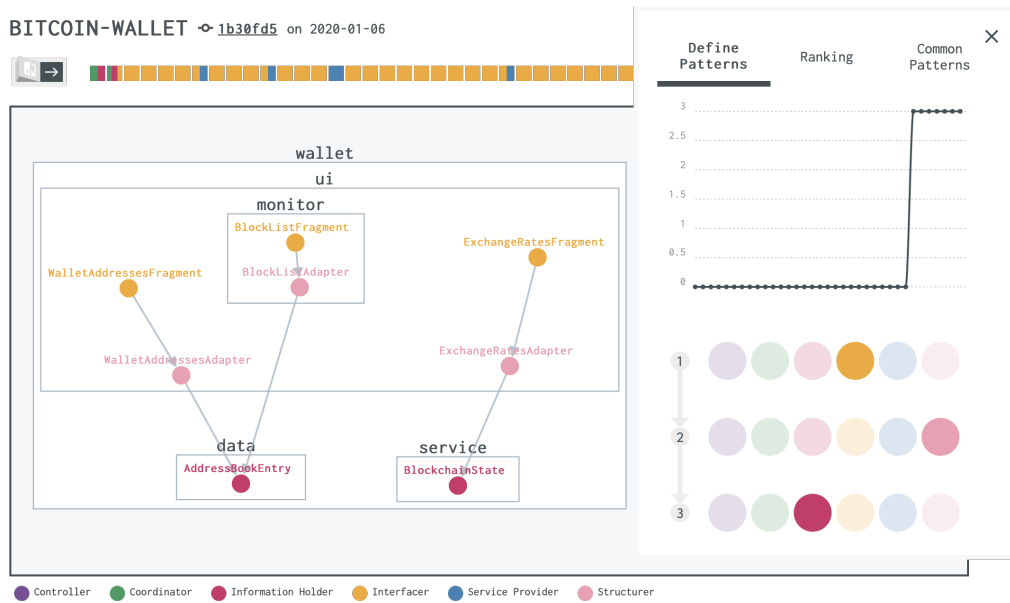 BITCOIN-WALLET 1b30fd5 on 2020-01-06
Define Patterns
Ranking
Common Patterns
3
2.5
2
1.5
1
0.5
0
wallet
ui
monitor
BlockListFragment
ExchangeRatesFragment
WalletAddressesFragment
BlockListAdapter
ExchangeRatesAdapter
WalletAddressesAdapter
data
service
AddressBookEntry
BlockchainState
1
2
3
Controller
Coordinator
Information Holder
Interfacer
Service Provider
Structurer